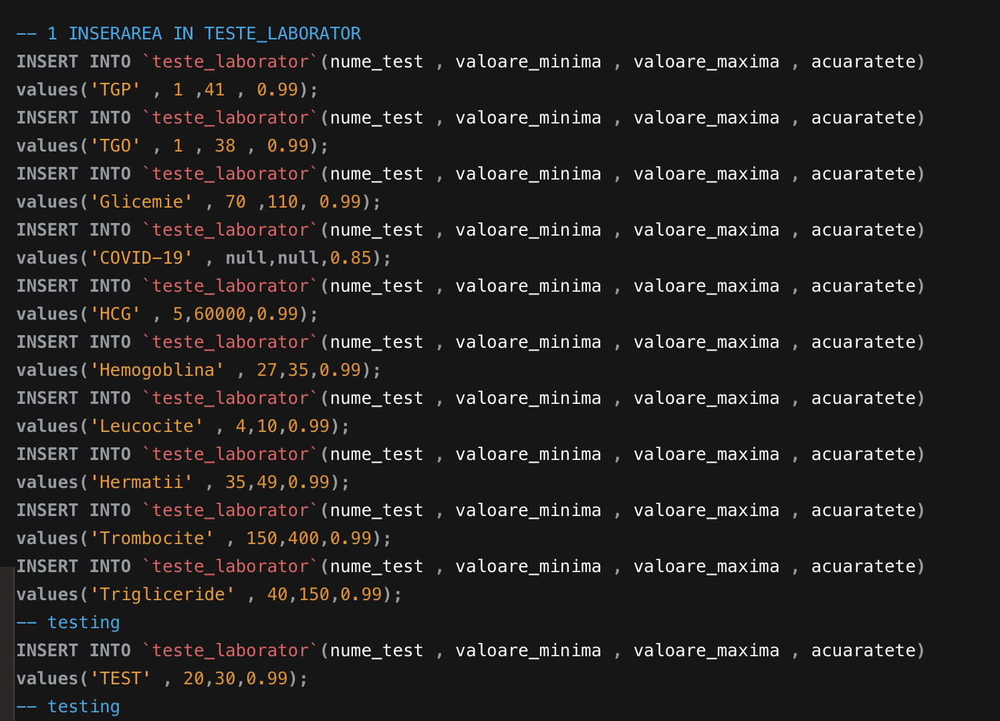 -- 1 INSERAREA IN TESTE_LABORATOR
INSERT INTO `teste_laborator`(nume_test , valoare_minima , valoare_maxima , acuaratete)
values('TGP' , 1 ,41 , 0.99);
INSERT INTO `teste_laborator`(nume_test , valoare_minima , valoare_maxima , acuaratete)
values('TGO' , 1 , 38 , 0.99);
INSERT INTO `teste_laborator`(nume_test , valoare_minima , valoare_maxima , acuaratete)
values('Glicemie' , 70 ,110, 0.99);
INSERT INTO `teste_laborator`(nume_test , valoare_minima , valoare_maxima , acuaratete)
values('COVID-19' , null,null,0.85);
INSERT INTO `teste_laborator`(nume_test , valoare_minima , valoare_maxima , acuaratete)
values('HCG' , 5,60000,0.99);
INSERT INTO `teste_laborator`(nume_test , valoare_minima , valoare_maxima , acuaratete)
values('Hemogoblina' , 27,35,0.99);
INSERT INTO `teste_laborator`(nume_test , valoare_minima , valoare_maxima , acuaratete)
values('Leucocite' , 4,10,0.99);
INSERT INTO `teste_laborator`(nume_test , valoare_minima , valoare_maxima , acuaratete)
values('Hermatii' , 35,49,0.99);
INSERT INTO `teste_laborator`(nume_test , valoare_minima , valoare_maxima , acuaratete)
values('Trombocite' , 150,400,0.99);
INSERT INTO `teste_laborator`(nume_test , valoare_minima , valoare_maxima , acuaratete)
values('Trigliceride' , 40,150,0.99);
-- testing
INSERT INTO `teste_laborator`(nume_test , valoare_minima , valoare_maxima , acuaratete)
values('TEST' , 20,30,0.99);
-- testing